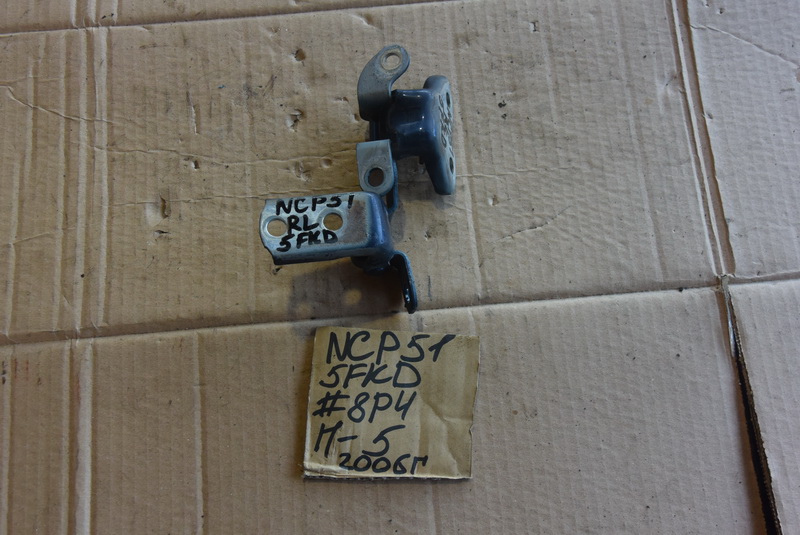 NCP51
RL
5FKD
NCP51
5FKD
#8P4
П-5
2006г